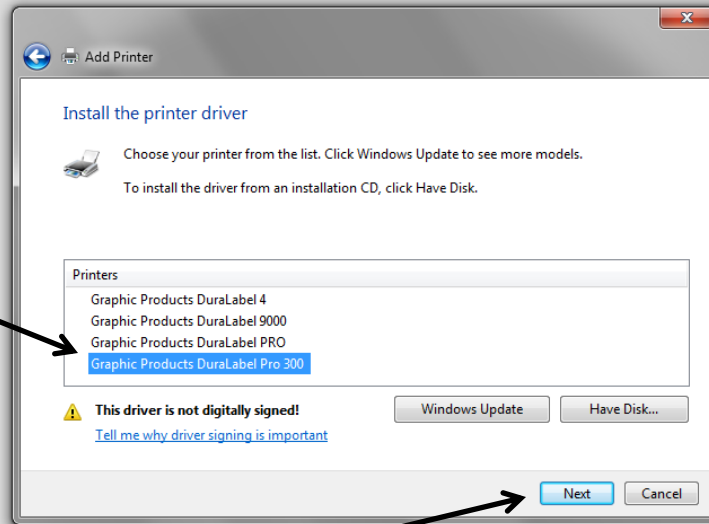 Add Printer
Install the printer driver
Choose your printer from the list. Click Windows Update to see more models.
To install the driver from an installation CD, click Have Disk.
Printers
Graphic Products DuraLabel 4
Graphic Products DuraLabel 9000
Graphic Products DuraLabel PRO
Graphic Products DuraLabel Pro 300
This driver is not digitally signed!
Windows Update
Have Disk...
Tell me why driver signing is important
Next
Cancel